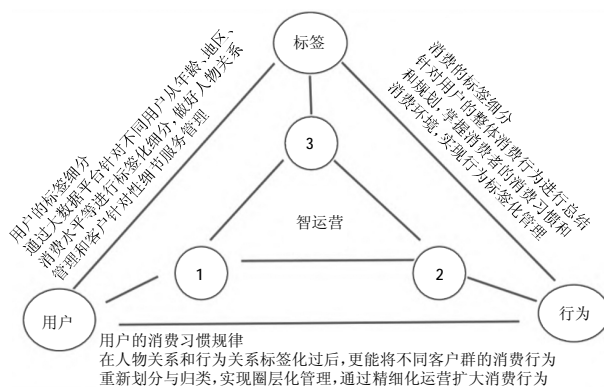 标签
用户的标签细分
通过大数据平台针对不同用户从年龄、地区、
消费水平等进行标签化细分,做好人物关系
管理和客户针对性细节服务管理
消费的标签细分
针对用户的整体消费行为进行总结
和规划,掌握消费者的消费习惯和
消费环境,实现行为标签化管理
3
智运营
1
2
用户
行为
用户的消费习惯规律
在人物关系和行为关系标签化过后,更能将不同客户群的消费行为
重新划分与归类,实现圈层化管理,通过精细化运营扩大消费行为